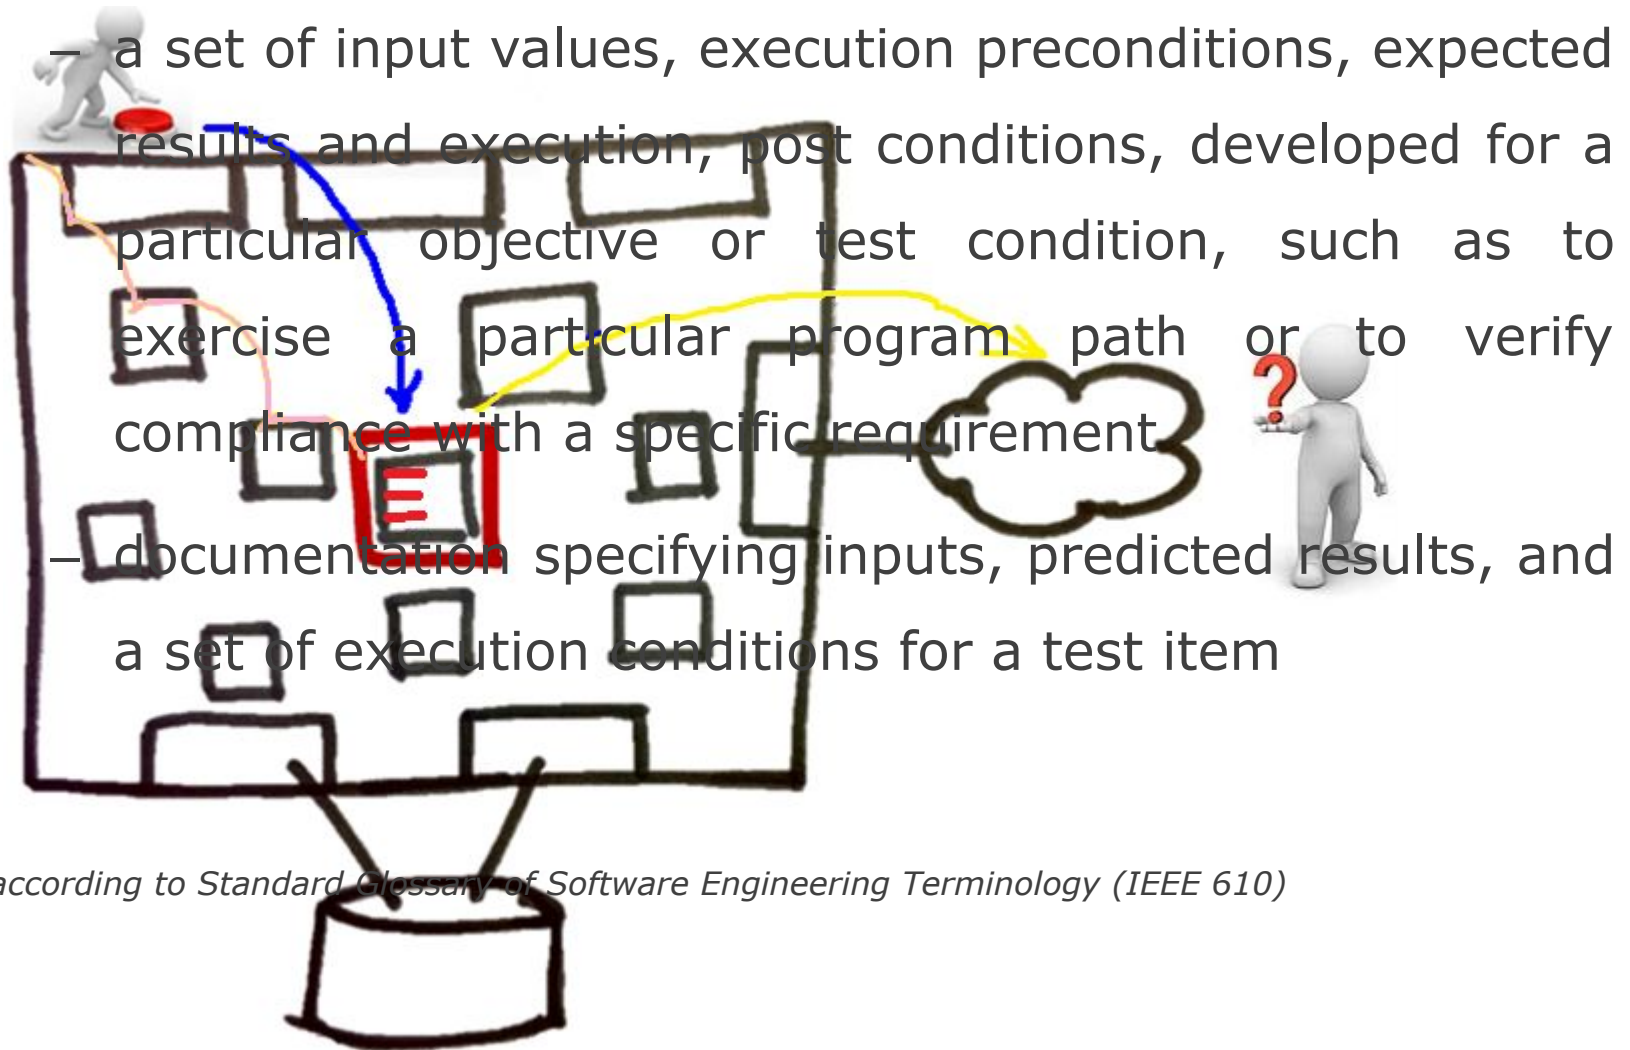 – a set of input values, execution preconditions, expected
results and execution, post conditions, developed for a
particular objective or test condition, such as to
exercise a particular program path or to verify
compliance with a specific requirement
– documentation specifying inputs, predicted results, and
a set of execution conditions for a test item
according to Standard Glossary of Software Engineering Terminology (IEEE 610)
?